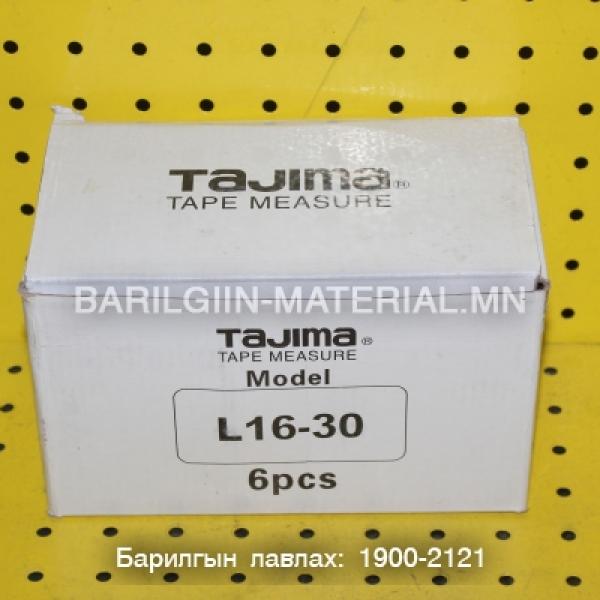 TaJima®
TAPE MEASURE
BARILGIIN-MATERIAL.MN
TaJima®
TAPE MEASURE
Model
L16-30
6pcs
Барилгын лавлах: 1900-2121